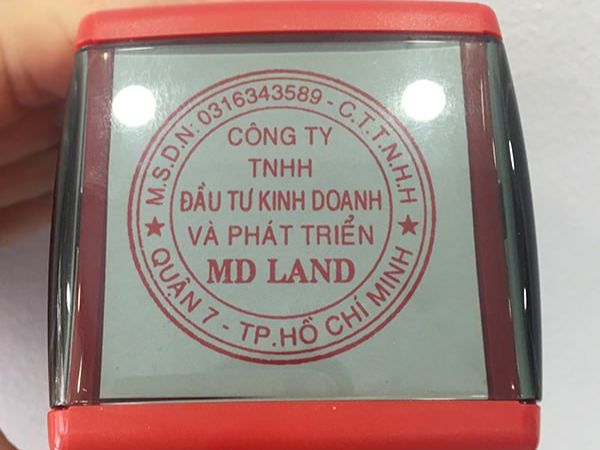 M.S.D.N: 0316343589 - C.T.T.N.H.H
CÔNG TY
TNHH
ĐẦU TƯ KINH DOANH
VÀ PHÁT TRIỂN
MD LAND
QUẬN 7 - TP.HỒ CHÍ MINH